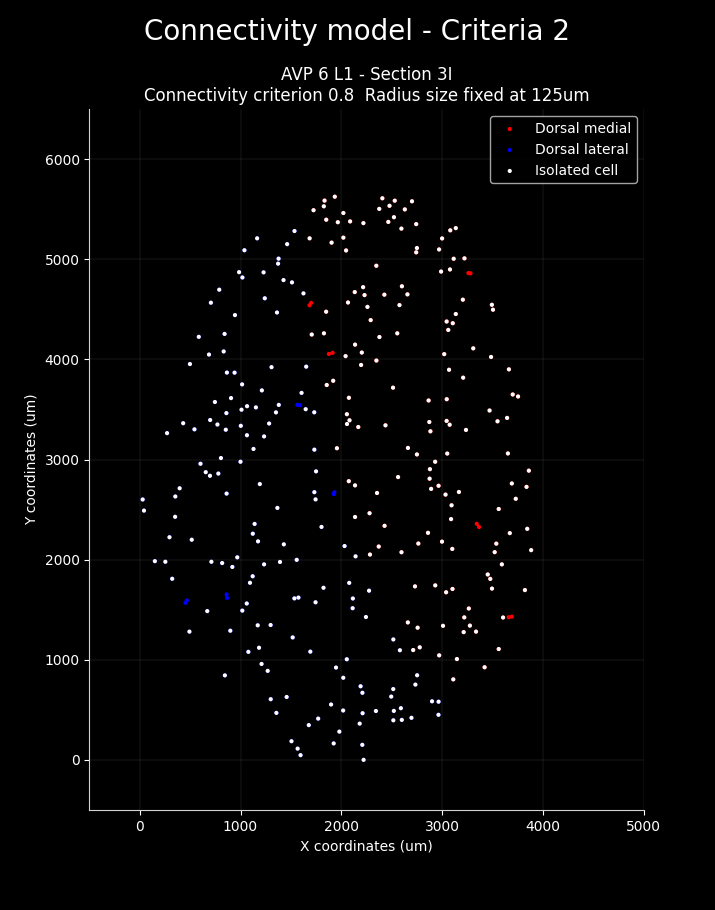 Connectivity model - Criteria 2
AVP 6 L1 - Section 3I
Connectivity criterion 0.8  Radius size fixed at 125um
Dorsal medial
Dorsal lateral
Isolated cell
6000
5000
4000
3000
2000
1000
0
Y coordinates (um)
0 1000 2000 3000 4000 5000
X coordinates (um)